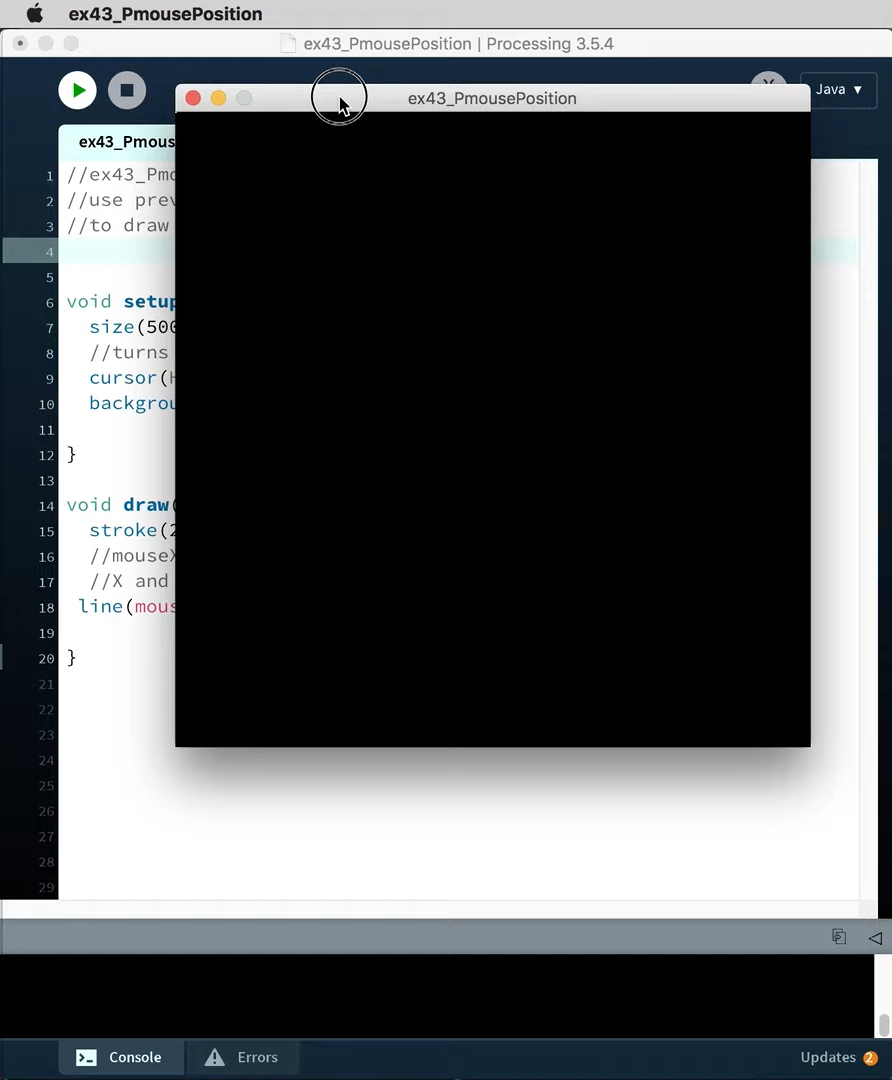 ex43_PmousePosition
ex43_PmousePosition | Processing 3.5.4
ex43_PmousePosition
Java ▼
ex43_Pmous
1 //ex43_Pmo
2 //use prev
3 //to draw
4
5
6 void setup
7 size(500
8 //turns
9 cursor(H
10 backgrou
11
12 }
13
14 void draw(
15 stroke(2
16 //mouseX
17 //X and
18 line(mous
19
20 }
21
22
23
24
25
26
27
28
29
Console
Errors
Updates 2